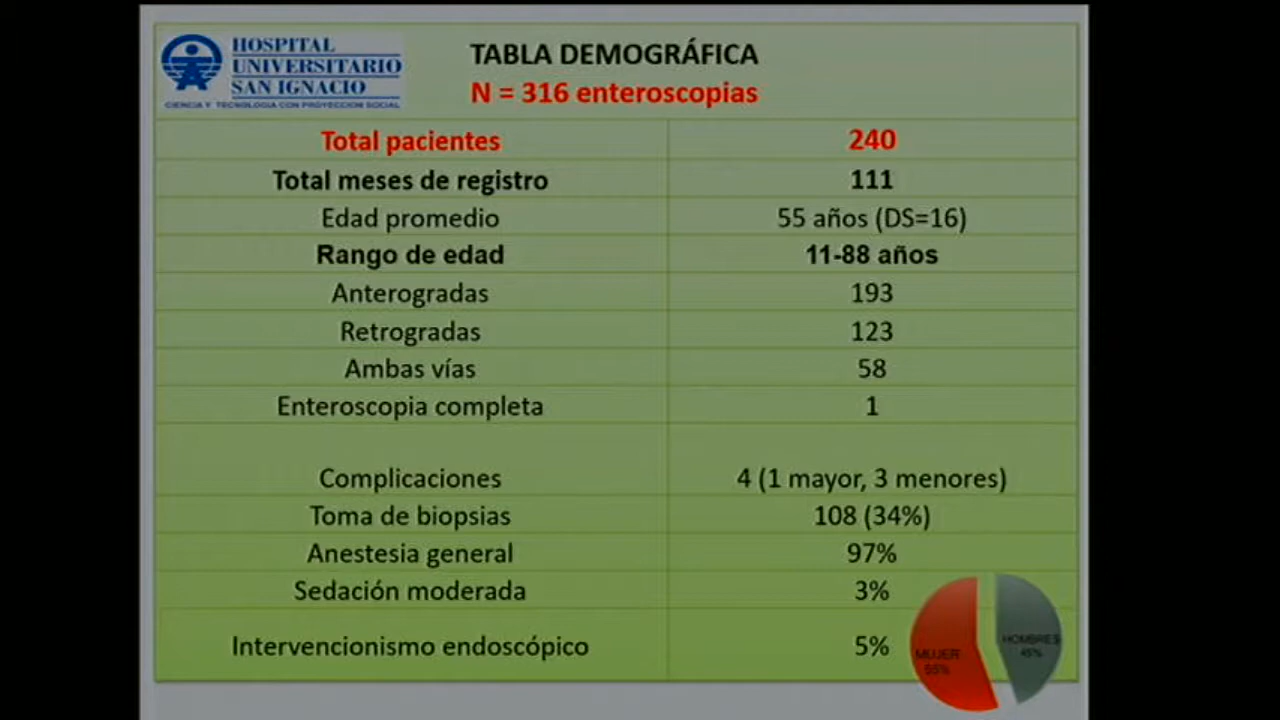 HOSPITAL
UNIVERSITARIO
SAN IGNACIO
CIENCIA Y TECNOLOGIA CON PROYECCION SOCIAL
TABLA DEMOGRÁFICA
N = 316 enteroscopias
Total pacientes 240
Total meses de registro 111
Edad promedio 55 años (DS=16)
Rango de edad 11-88 años
Anterogradas 193
Retrogradas 123
Ambas vías 58
Enteroscopia completa 1
Complicaciones 4 (1 mayor, 3 menores)
Toma de biopsias 108 (34%)
Anestesia general 97%
Sedación moderada 3%
Intervencionismo endoscópico 5%
MUJER
55%
HOMBRES
45%